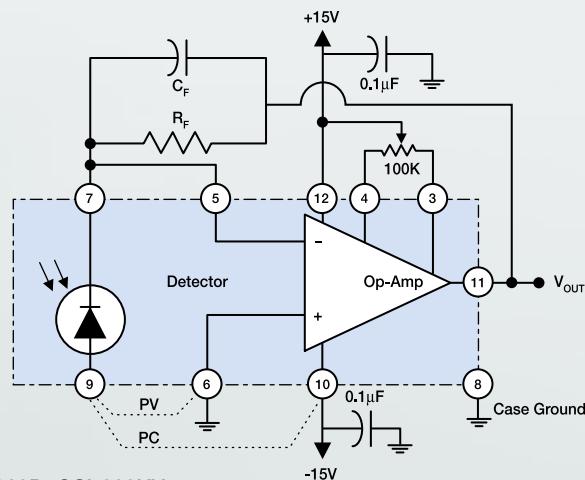 +15V
0.1µF
C_F
R_F
100K
7
5
12
4
3
−
Detector
Op-Amp
11
V_OUT
+
9
6
10
8
0.1µF
Case Ground
PV
PC
-15V